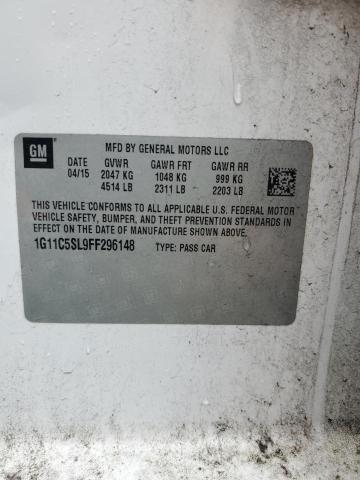 GM
MFD BY GENERAL MOTORS LLC
DATE GVWR GAWR FRT GAWR RR
04/15 2047 KG 1048 KG 999 KG
4514 LB 2311 LB 2203 LB
THIS VEHICLE CONFORMS TO ALL APPLICABLE U.S. FEDERAL MOTOR
VEHICLE SAFETY, BUMPER, AND THEFT PREVENTION STANDARDS
IN EFFECT ON THE DATE OF MANUFACTURE SHOWN ABOVE.
1G11C5SL9FF296148 TYPE: PASS CAR